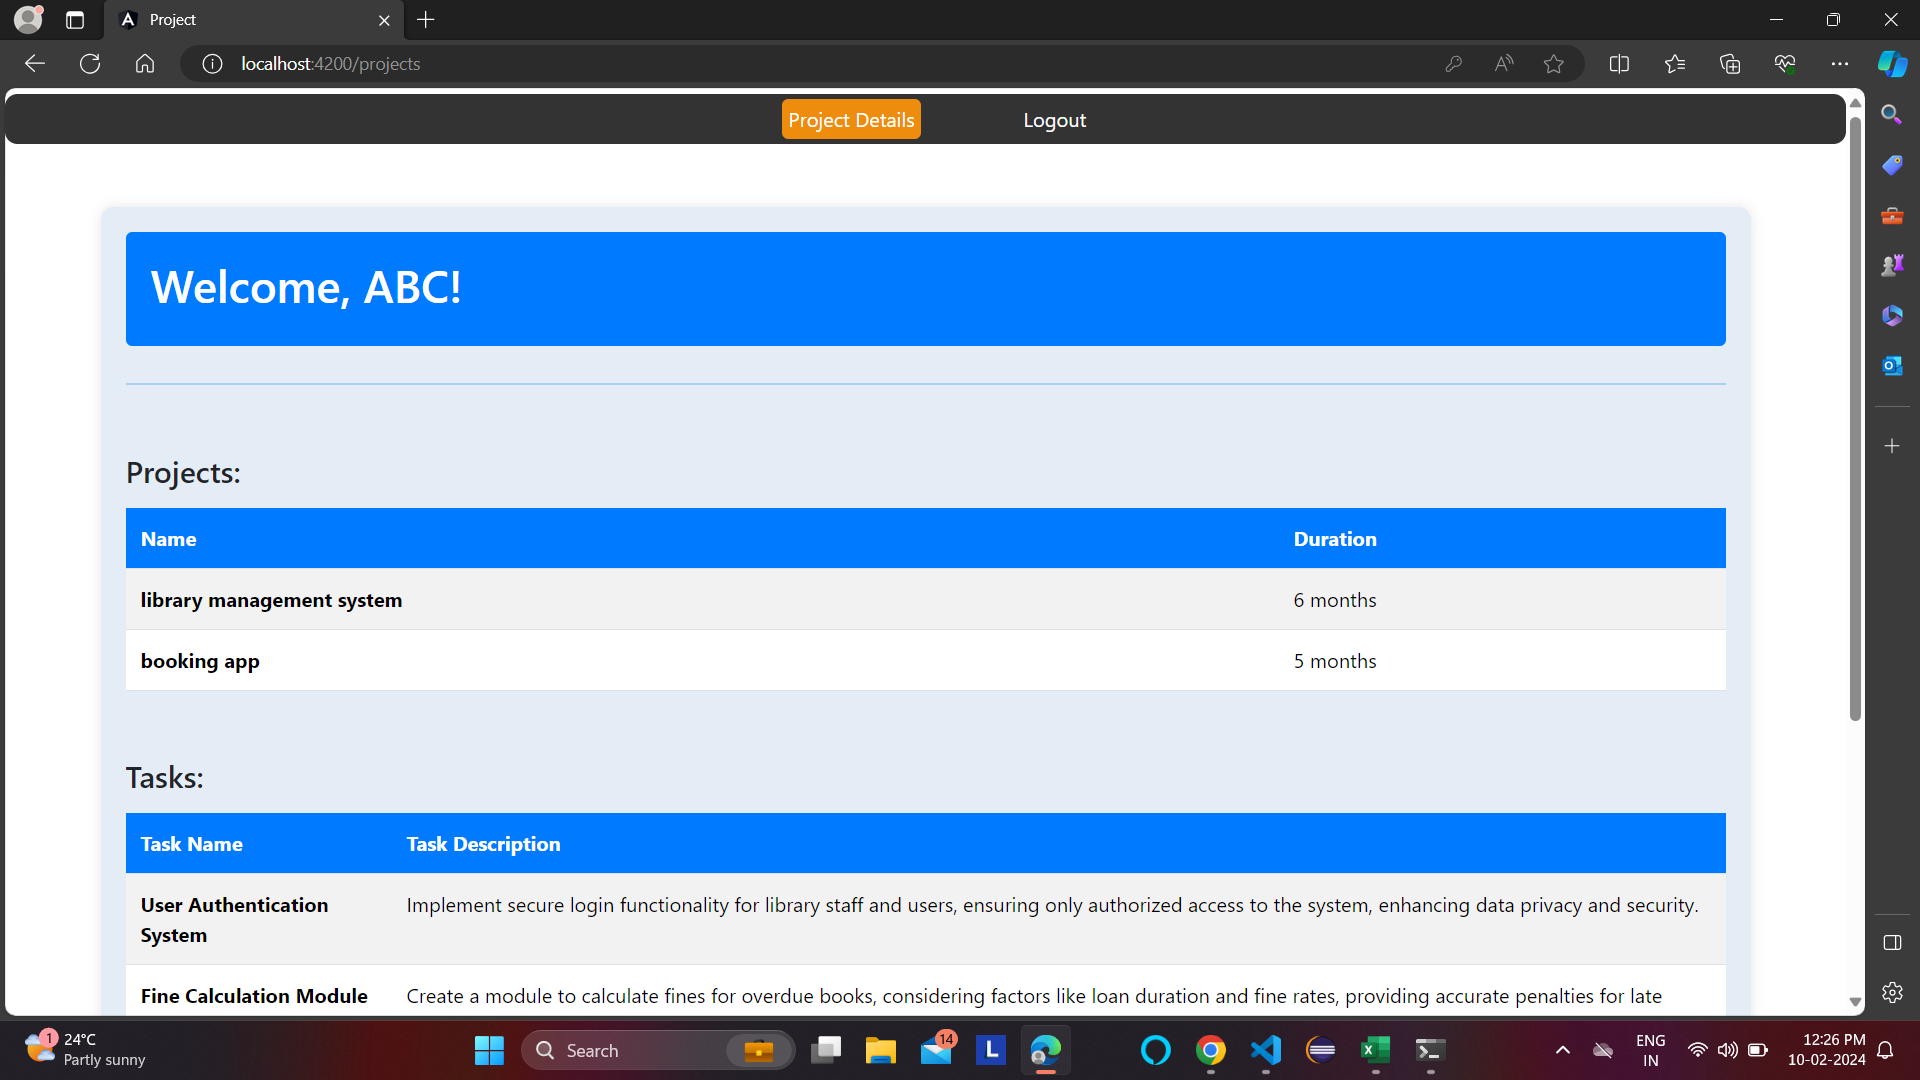 Project
localhost:4200/projects
Project Details
Logout
Welcome, ABC!
Projects:
Name Duration
library management system 6 months
booking app 5 months
Tasks:
Task Name Task Description
User Authentication System Implement secure login functionality for library staff and users, ensuring only authorized access to the system, enhancing data privacy and security.
Fine Calculation Module Create a module to calculate fines for overdue books, considering factors like loan duration and fine rates, providing accurate penalties for late
1
24°C
Partly sunny
Search
14
L
ENG
IN
12:26 PM
10-02-2024